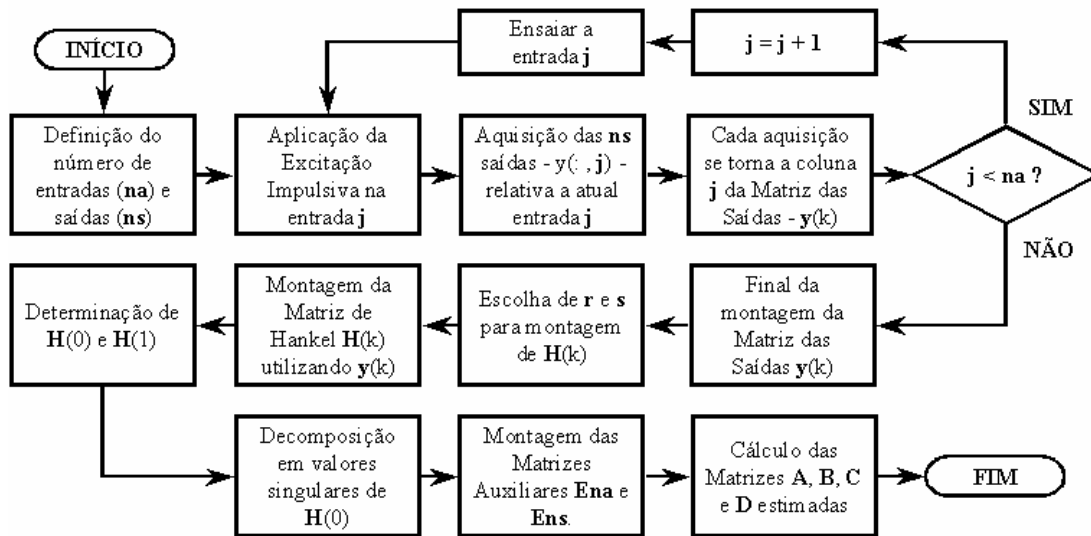 INÍCIO
Definição do
número de
entradas (na) e
saídas (ns)
Aplicação da
Excitação
Impulsiva na
entrada j
Aquisição das ns
saídas - y(: , j) -
relativa a atual
entrada j
Cada aquisição
se torna a coluna
j da Matriz das
Saídas - y(k)
j < na ?
SIM
j = j + 1
Ensaiar a
entrada j
NÃO
Final da
montagem da
Matriz das
Saídas y(k)
Escolha de r e s
para montagem
de H(k)
Montagem da
Matriz de
Hankel H(k)
utilizando y(k)
Determinação de
H(0) e H(1)
Decomposição
em valores
singulares de
H(0)
Montagem das
Matrizes
Auxiliares Ena e
Ens.
Cálculo das
Matrizes A, B, C
e D estimadas
FIM